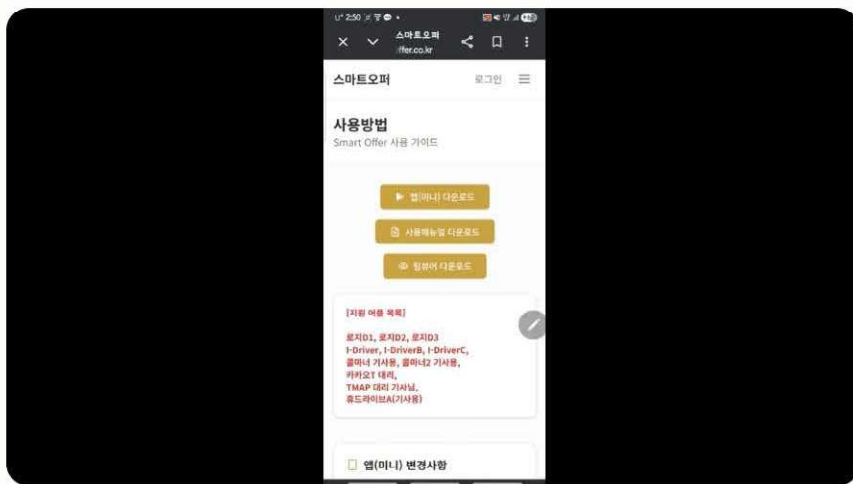 2:50
스마트오퍼
ffer.co.kr
스마트오퍼
로그인
사용방법
Smart Offer 사용 가이드
앱(미니) 다운로드
사용매뉴얼 다운로드
팀뷰어 다운로드
[지원 어플 목록]
로지D1, 로지D2, 로지D3
I-Driver, I-DriverB, I-DriverC,
콜마너 기사용, 콜마너2 기사용,
카카오T 대리,
TMAP 대리 기사님,
휴드라이브A(기사용)
앱(미니) 변경사항